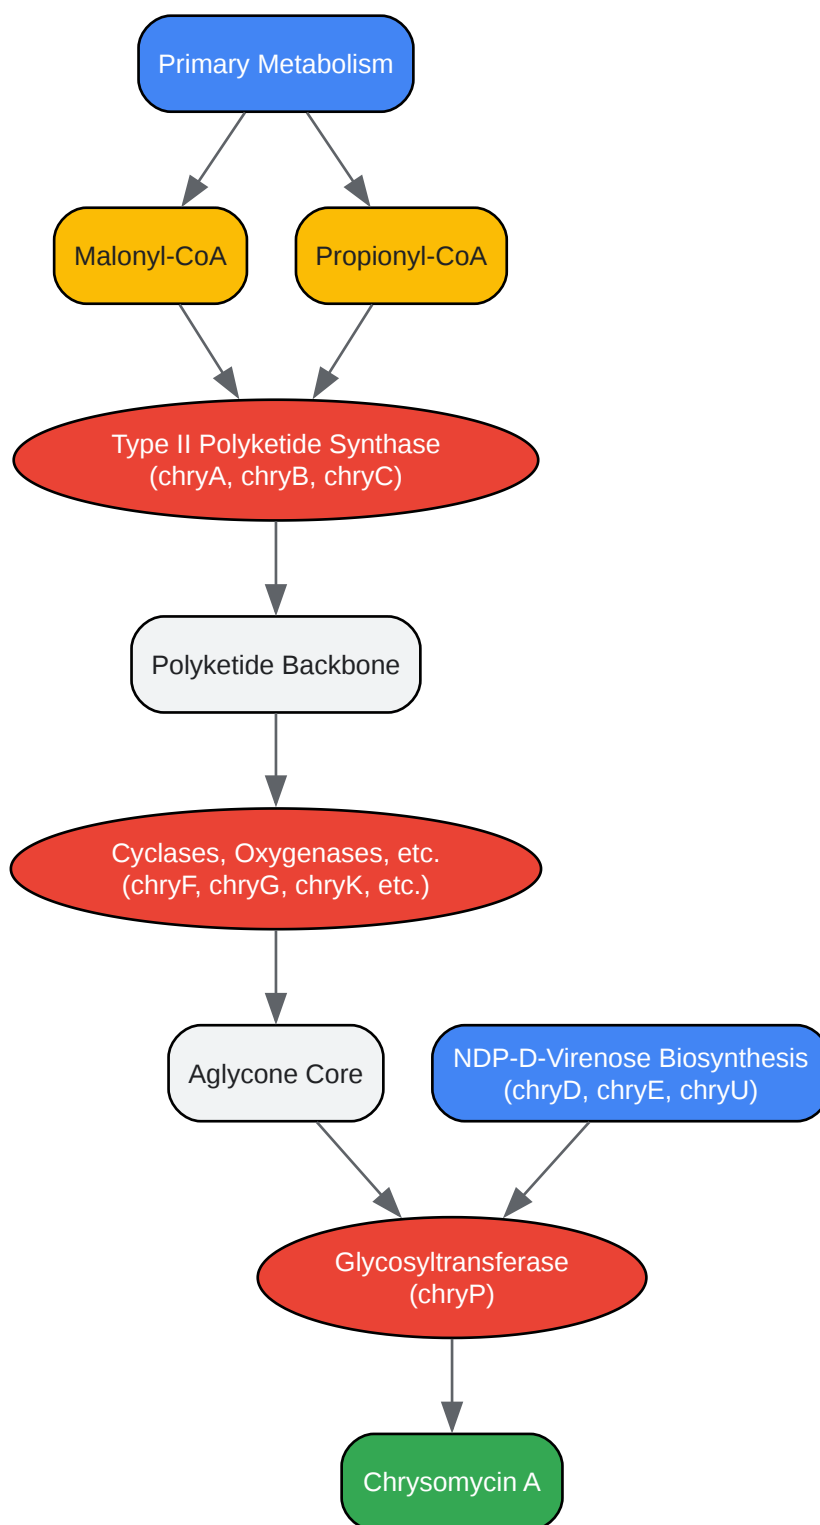 Primary Metabolism
Malonyl-CoA
Propionyl-CoA
Type II Polyketide Synthase
(chryA, chryB, chryC)
Polyketide Backbone
Cyclases, Oxygenases, etc.
(chryF, chryG, chryK, etc.)
Aglycone Core
NDP-D-Virenose Biosynthesis
(chryD, chryE, chryU)
Glycosyltransferase
(chryP)
Chrysomycin A